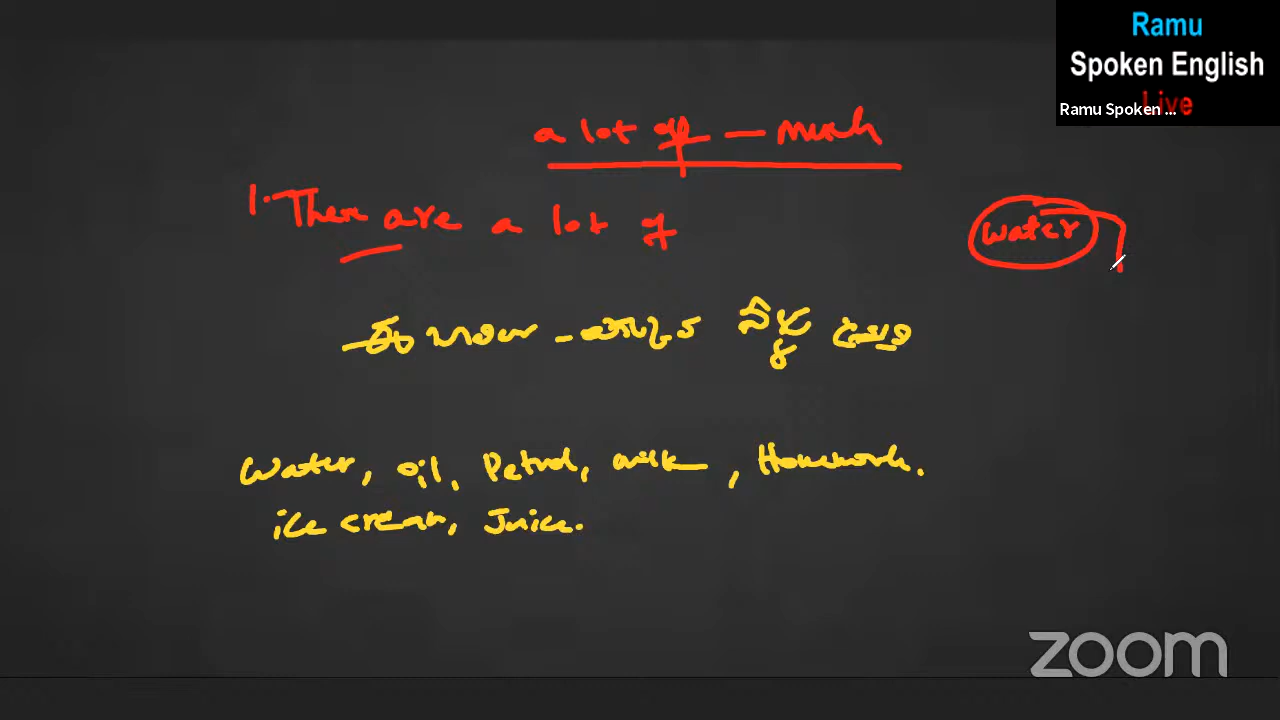 Ramu
Spoken English
Live
Ramu Spoken ...
a lot of — much
1. There are a lot of
water
Water, oil, Petrol, milk, Homework.
ice cream, Juice.
zoom